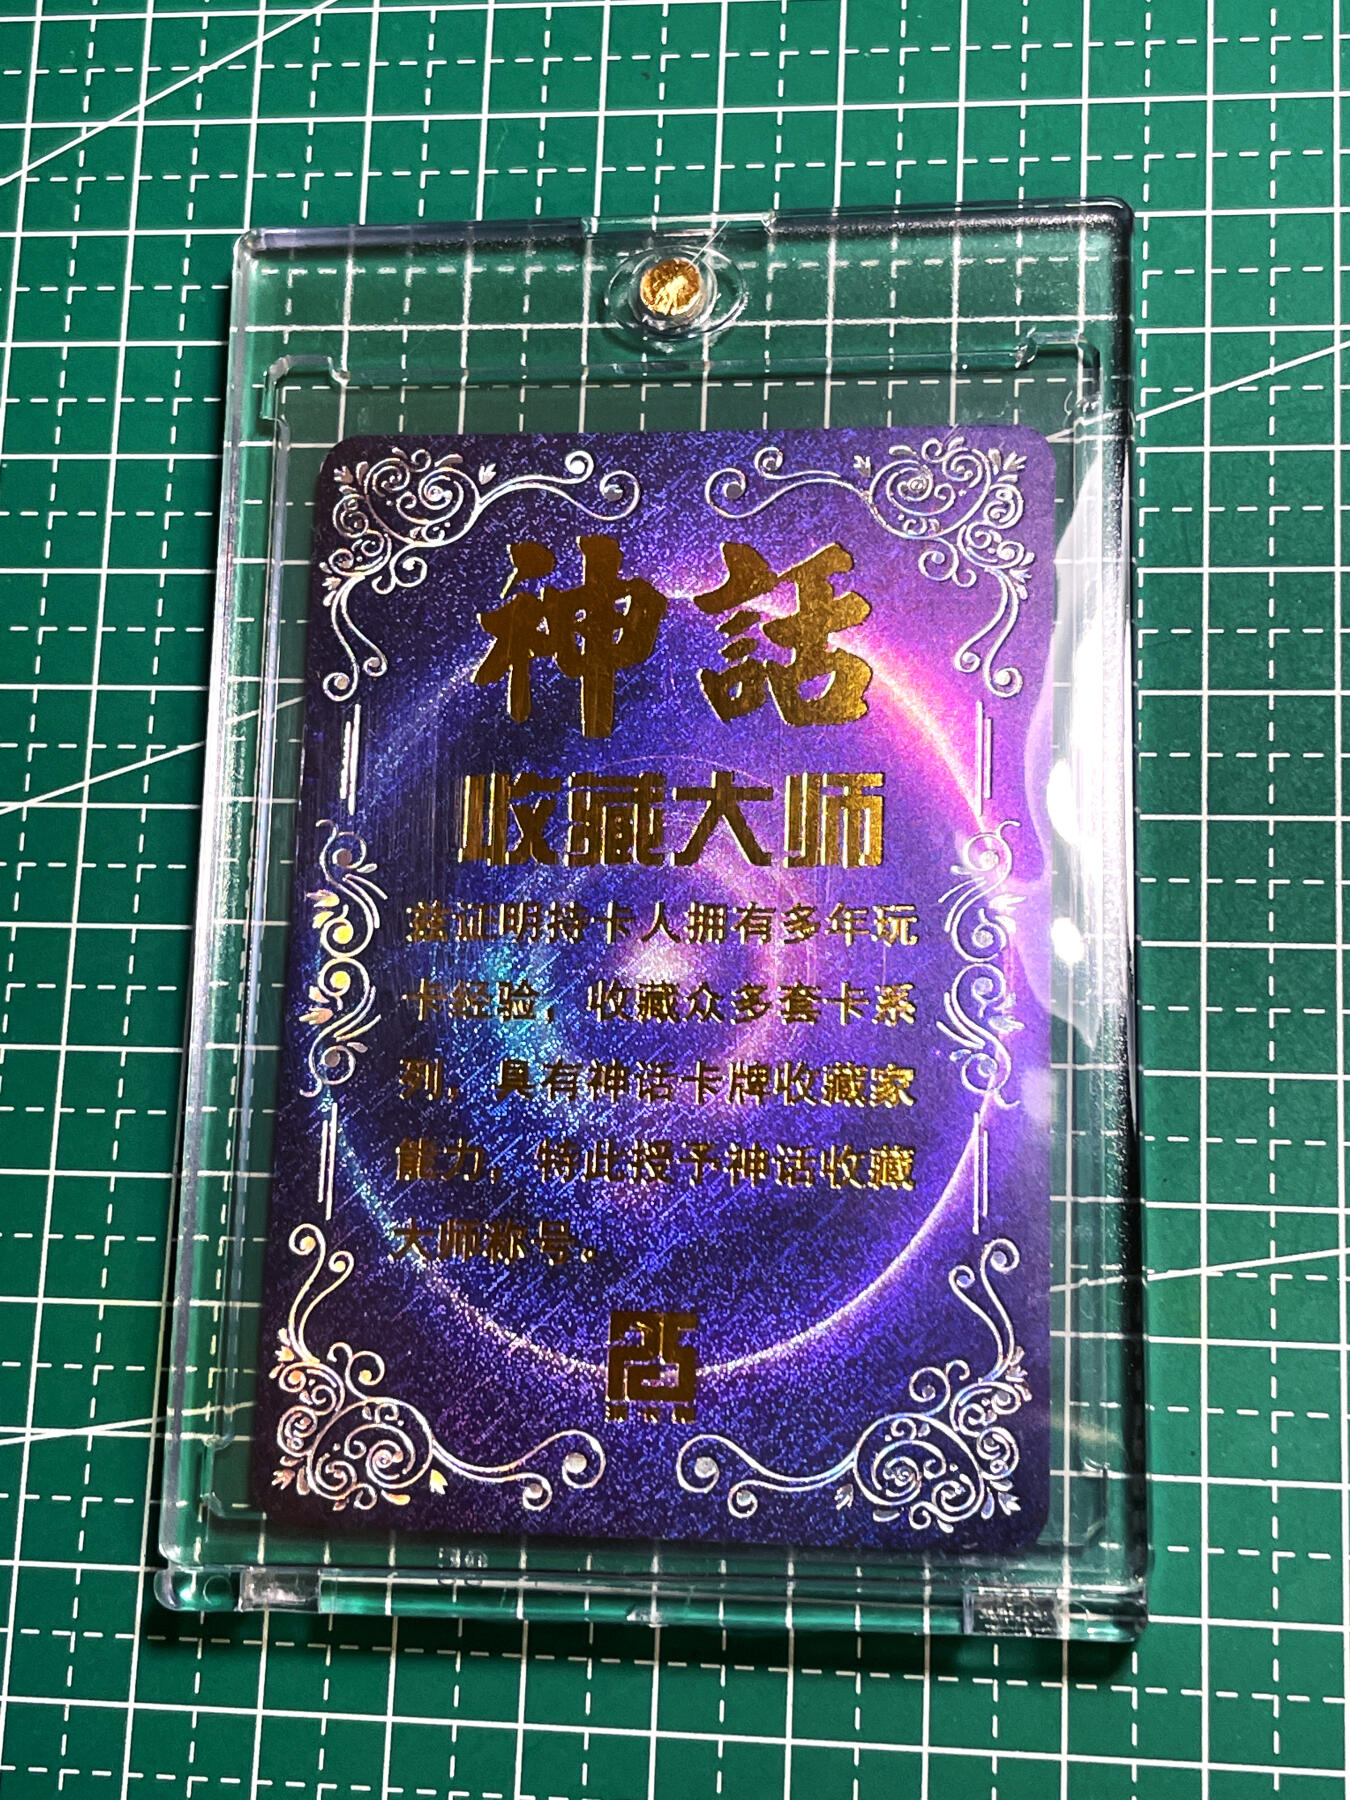 神話
收藏大师
兹证明持卡人拥有多年玩
卡经验，收藏众多套卡系
列，具有神话卡牌收藏家
能力，特此授予神话收藏
大师称号。